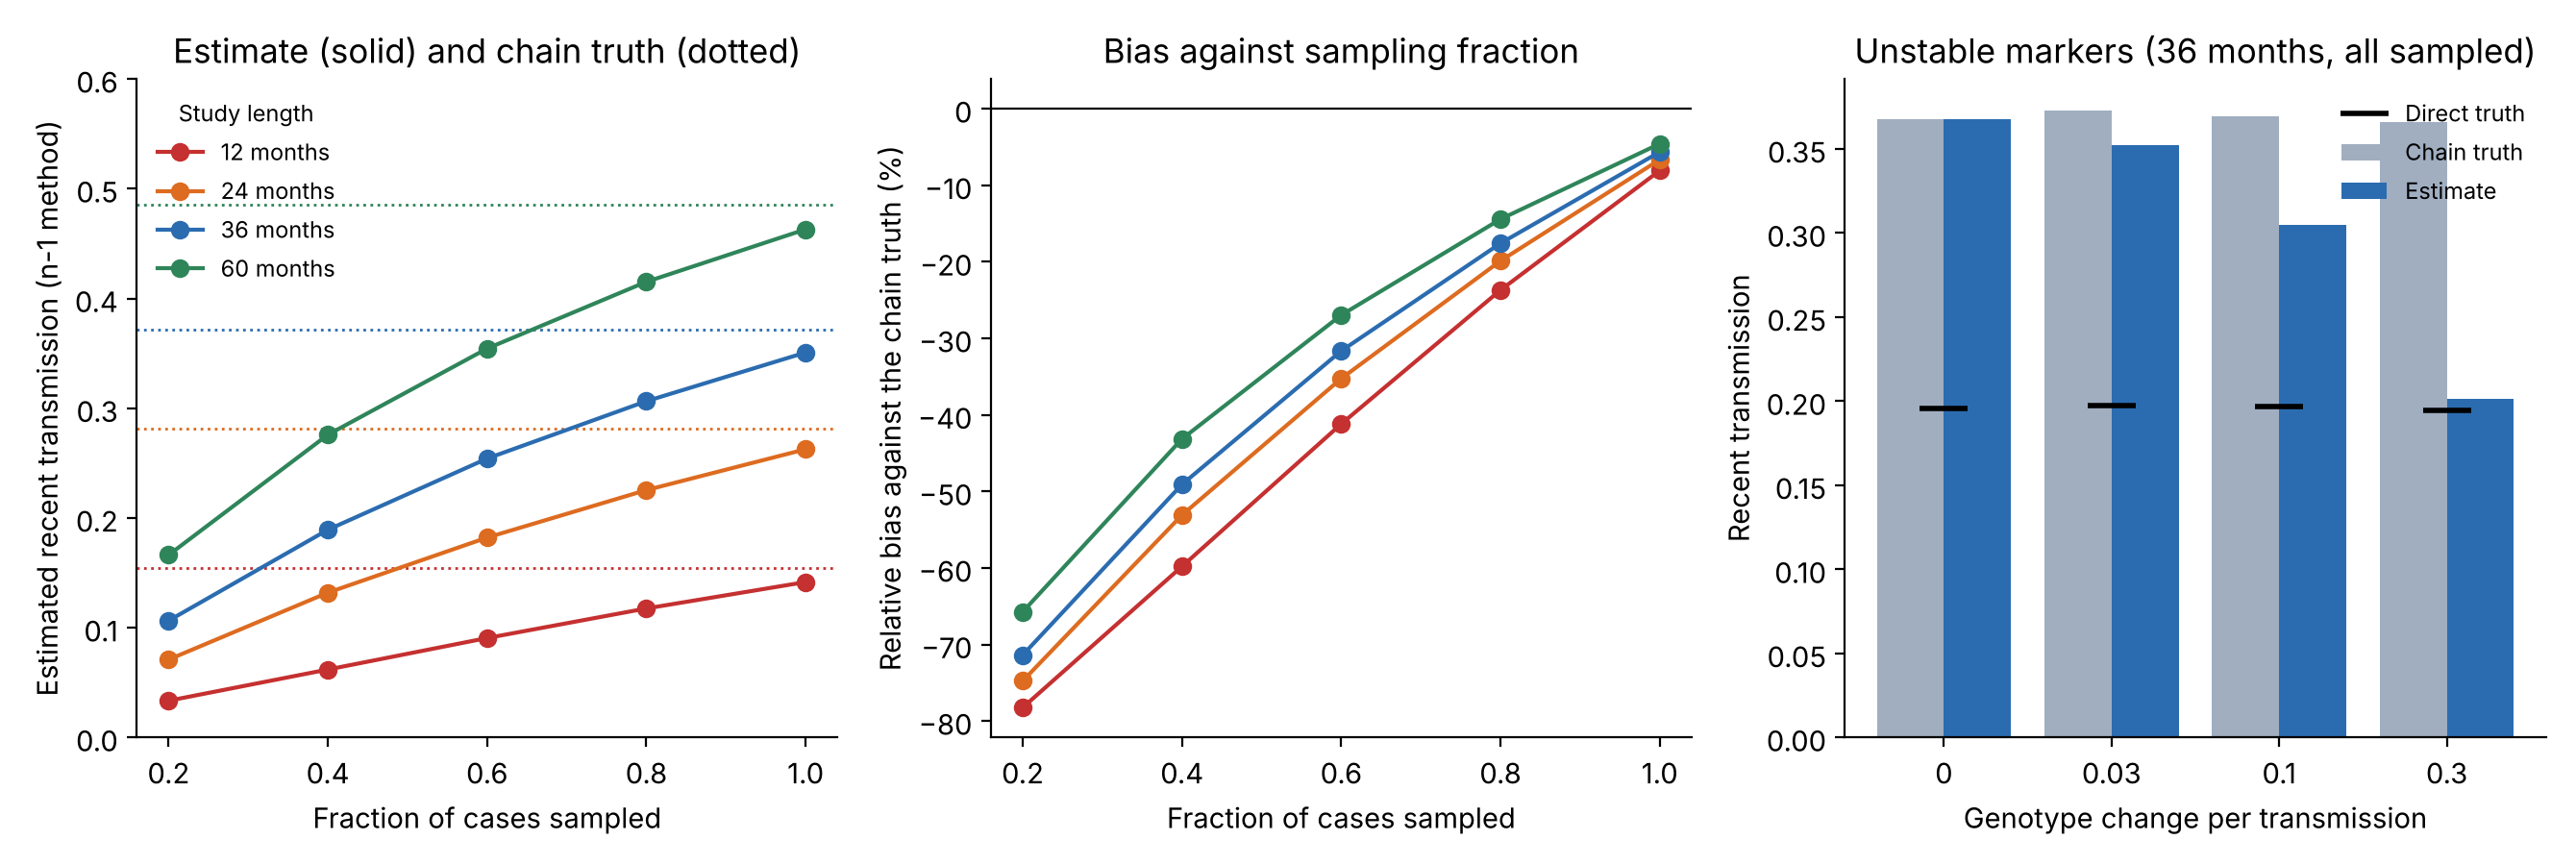 Estimate (solid) and chain truth (dotted)
Estimated recent transmission (n-1 method)
0.6
0.5
0.4
0.3
0.2
0.1
0.0
Study length
12 months
24 months
36 months
60 months
0.2 0.4 0.6 0.8 1.0
Fraction of cases sampled
Bias against sampling fraction
Relative bias against the chain truth (%)
0
−10
−20
−30
−40
−50
−60
−70
−80
0.2 0.4 0.6 0.8 1.0
Fraction of cases sampled
Unstable markers (36 months, all sampled)
Recent transmission
0.35
0.30
0.25
0.20
0.15
0.10
0.05
0.00
Direct truth
Chain truth
Estimate
0 0.03 0.1 0.3
Genotype change per transmission